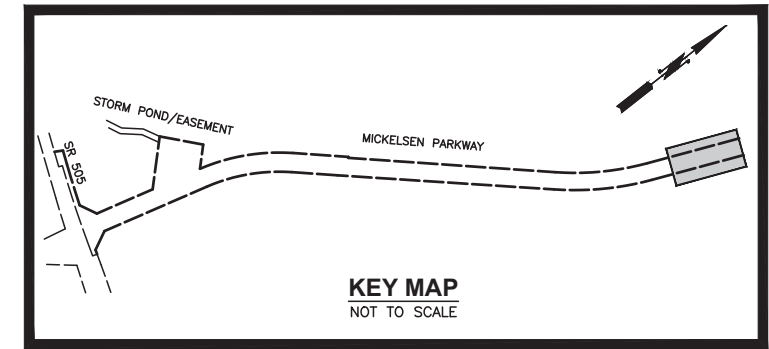 STORM POND/EASEMENT
MICKELSEN PARKWAY
SR 505
KEY MAP
NOT TO SCALE